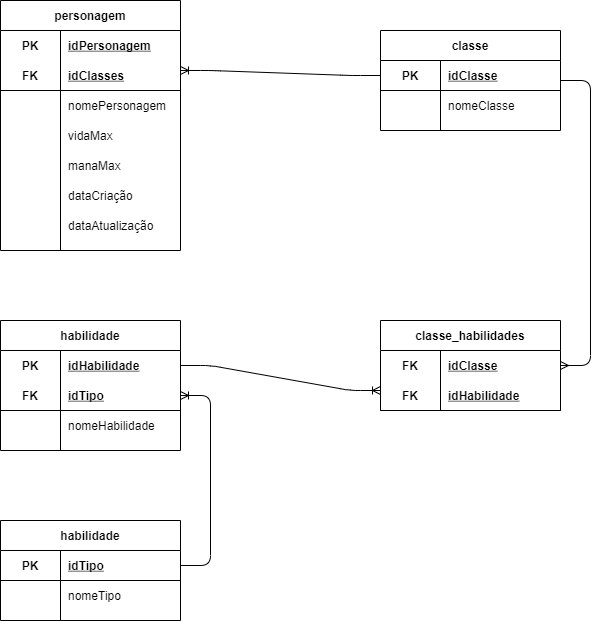 personagem
PK idPersonagem
FK idClasses
nomePersonagem
vidaMax
manaMax
dataCriação
dataAtualização
classe
PK idClasse
nomeClasse
habilidade
PK idHabilidade
FK idTipo
nomeHabilidade
classe_habilidades
FK idClasse
FK idHabilidade
habilidade
PK idTipo
nomeTipo